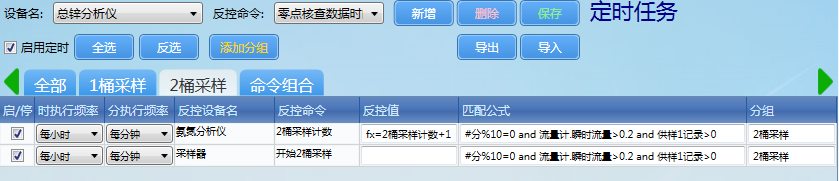 设备名: 总锌分析仪 反控命令: 零点核查数据时 新增 删除 保存 定时任务
启用定时 全选 反选 添加分组 导出 导入
全部 1桶采样 2桶采样 命令组合
启/停 时执行频率 分执行频率 反控设备名 反控命令 反控值 匹配公式 分组
每小时 每分钟 氨氮分析仪 2桶采样计数 fx=2桶采样计数+1 #分%10=0 and 流量计.瞬时流量>0.2 and 供样1记录>0 2桶采样
每小时 每分钟 采样器 开始2桶采样 #分%10=0 and 流量计.瞬时流量>0.2 and 供样1记录>0 2桶采样